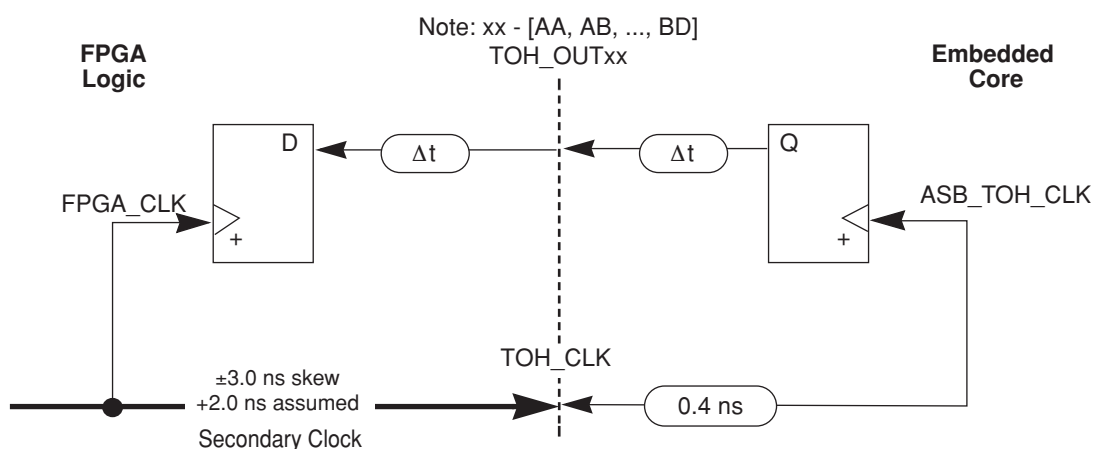 Note: xx - [AA, AB, ..., BD]
TOH_OUTxx
FPGA
Logic
Embedded
Core
D
Δt
Δt
Q
FPGA_CLK
ASB_TOH_CLK
+
+
TOH_CLK
±3.0 ns skew
+2.0 ns assumed
0.4 ns
Secondary Clock